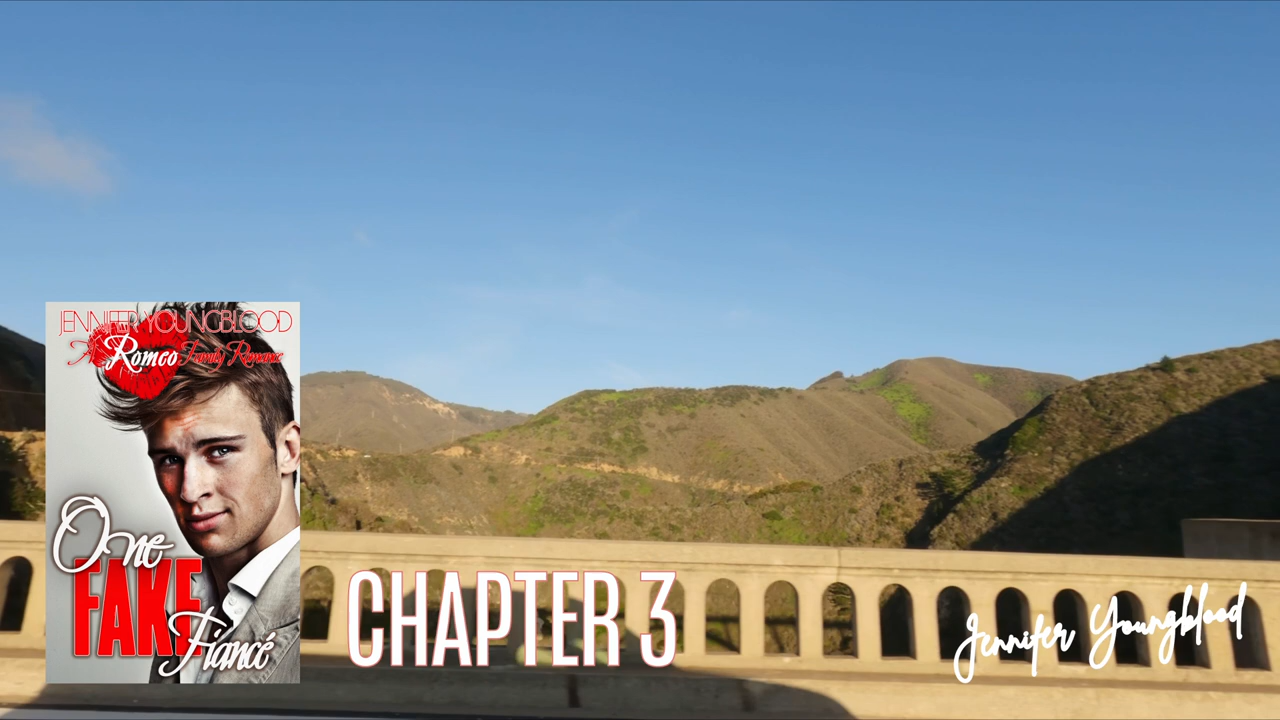 JENNIFER YOUNGBLOOD
A Romeo Family Romance
One
FAKE
Fiancé
CHAPTER 3
Jennifer Youngblood